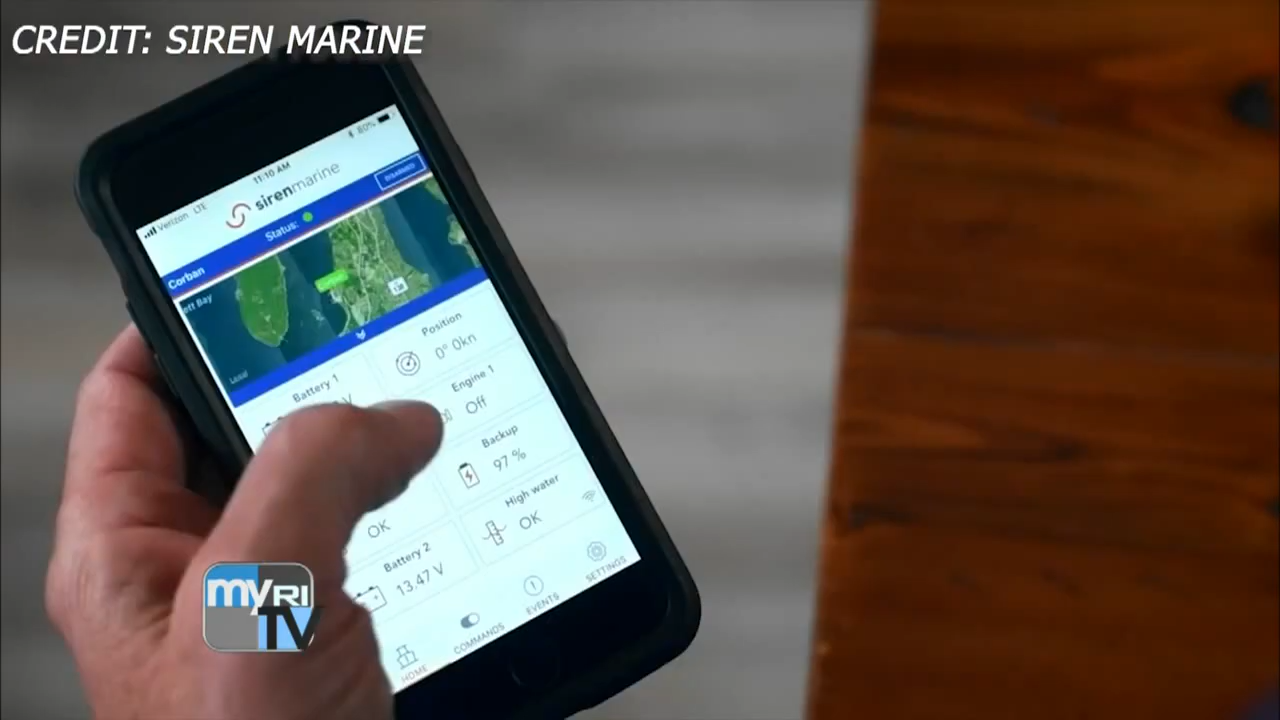 CREDIT: SIREN MARINE
Verizon LTE
11:10 AM
80%
sirenmarine
Corban
Status:
DISARMED
ett Bay
Legal
Position
0° 0kn
Battery 1
V
Engine 1
Off
Backup
97 %
OK
High water
OK
Battery 2
13.47 V
HOME
COMMANDS
1
EVENTS
SETTINGS
myRI
TV